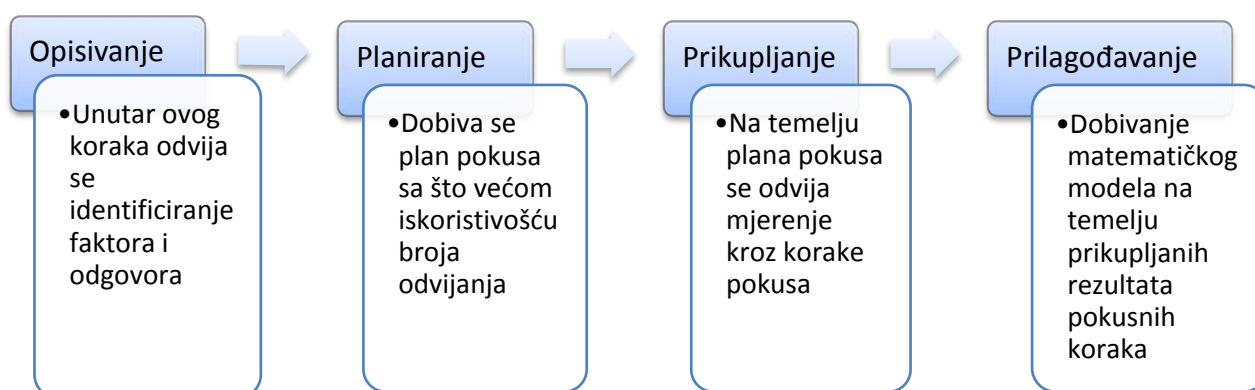 Opisivanje
•Unutar ovog
koraka odvija
se
identificiranje
faktora i
odgovora
Planiranje
•Dobiva se
plan pokusa
sa što većom
iskoristivošću
broja
odvijanja
Prikupljanje
•Na temelju
plana pokusa
se odvija
mjerenje
kroz korake
pokusa
Prilagođavanje
•Dobivanje
matematičkog
modela na
temelju
prikupljanih
rezultata
pokusnih
koraka